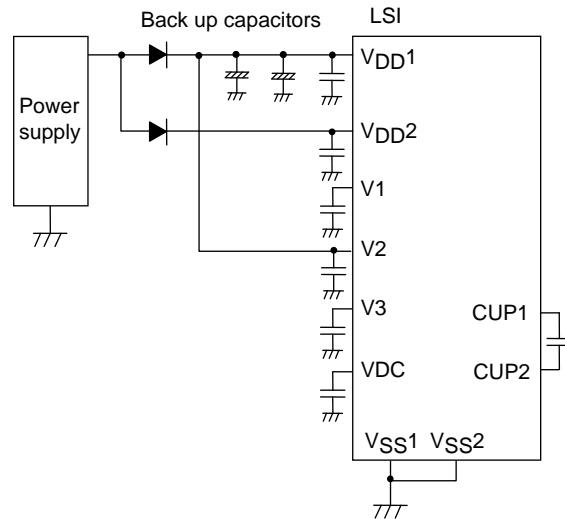 Back up capacitors
LSI
Power
supply
VDD1
VDD2
V1
V2
V3
VDC
CUP1
CUP2
VSS1
VSS2